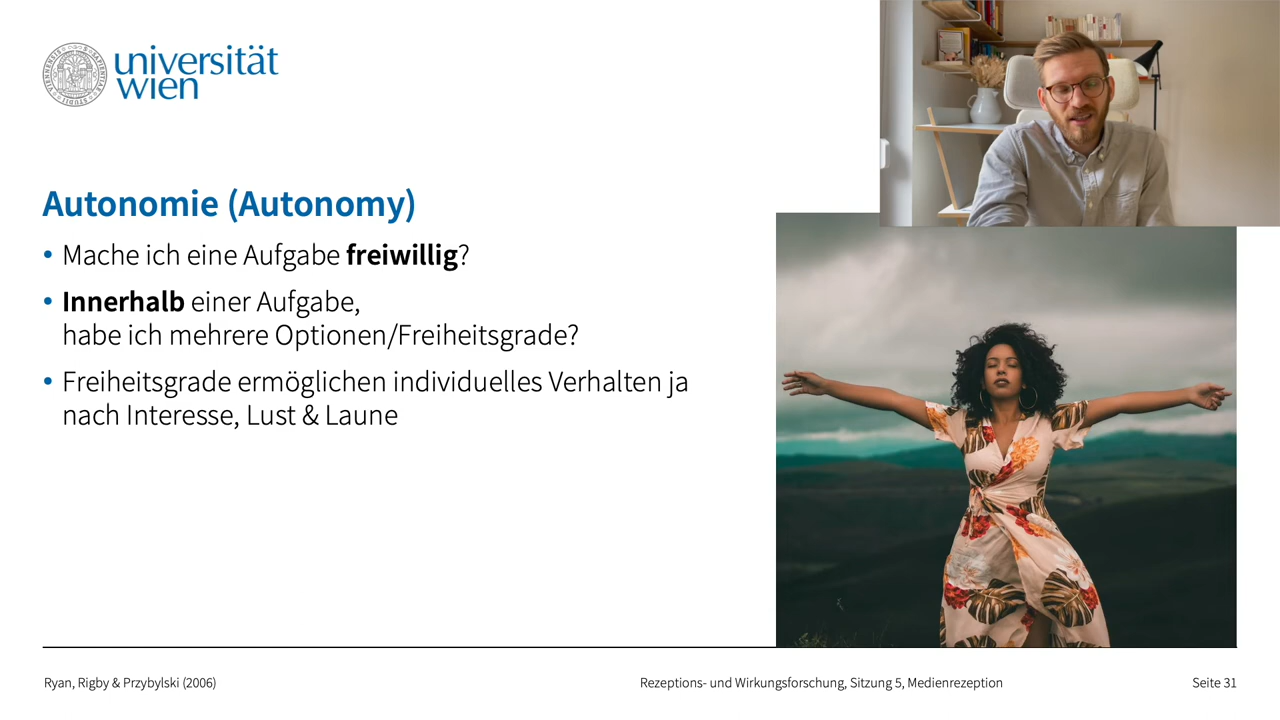 universität
wien
Autonomie (Autonomy)
• Mache ich eine Aufgabe freiwillig?
• Innerhalb einer Aufgabe,
habe ich mehrere Optionen/Freiheitsgrade?
• Freiheitsgrade ermöglichen individuelles Verhalten ja
nach Interesse, Lust & Laune
Ryan, Rigby & Przybylski (2006)
Rezeptions- und Wirkungsforschung, Sitzung 5, Medienrezeption
Seite 31